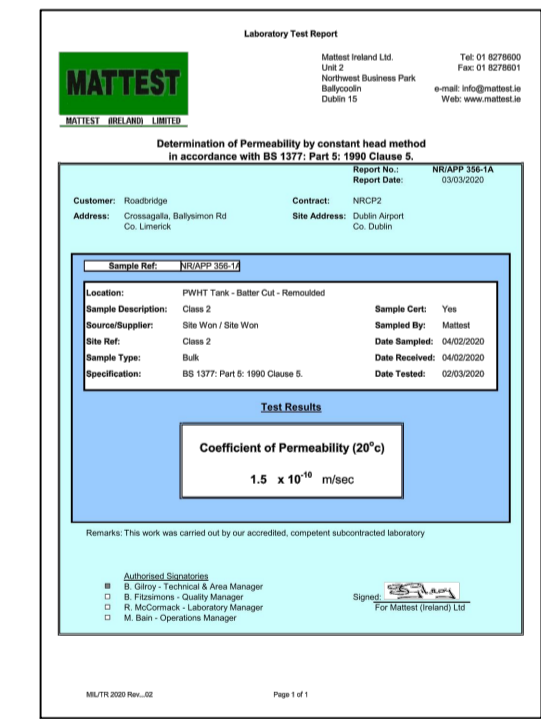 Laboratory Test Report
MATTEST
MATTEST (IRELAND) LIMITED
Mattest Ireland Ltd.
Unit 2
Northwest Business Park
Ballycoolin
Dublin 15
Tel: 01 8278600
Fax: 01 8278601
e-mail: info@mattest.ie
Web: www.mattest.ie
Determination of Permeability by constant head method
in accordance with BS 1377: Part 5: 1990 Clause 5.
Report No.: NR/APP 356-1A
Report Date: 03/03/2020
Customer: Roadbridge Contract: NRCP2
Address: Crossagalla, Ballysimon Rd Site Address: Dublin Airport
Co. Limerick Co. Dublin
Sample Ref: NR/APP 356-1A
Location: PWHT Tank - Batter Cut - Remoulded
Sample Description: Class 2 Sample Cert: Yes
Source/Supplier: Site Won / Site Won Sampled By: Mattest
Site Ref: Class 2 Date Sampled: 04/02/2020
Sample Type: Bulk Date Received: 04/02/2020
Specification: BS 1377: Part 5: 1990 Clause 5. Date Tested: 02/03/2020
Test Results
Coefficient of Permeability (20°c)
1.5 x 10⁻¹⁰ m/sec
Remarks: This work was carried out by our accredited, competent subcontracted laboratory
Authorised Signatories
B. Gilroy - Technical & Area Manager
B. Fitzsimons - Quality Manager
R. McCormack - Laboratory Manager
M. Bain - Operations Manager
Signed: B Gilroy
For Mattest (Ireland) Ltd
MIL/TR 2020 Rev...02 Page 1 of 1